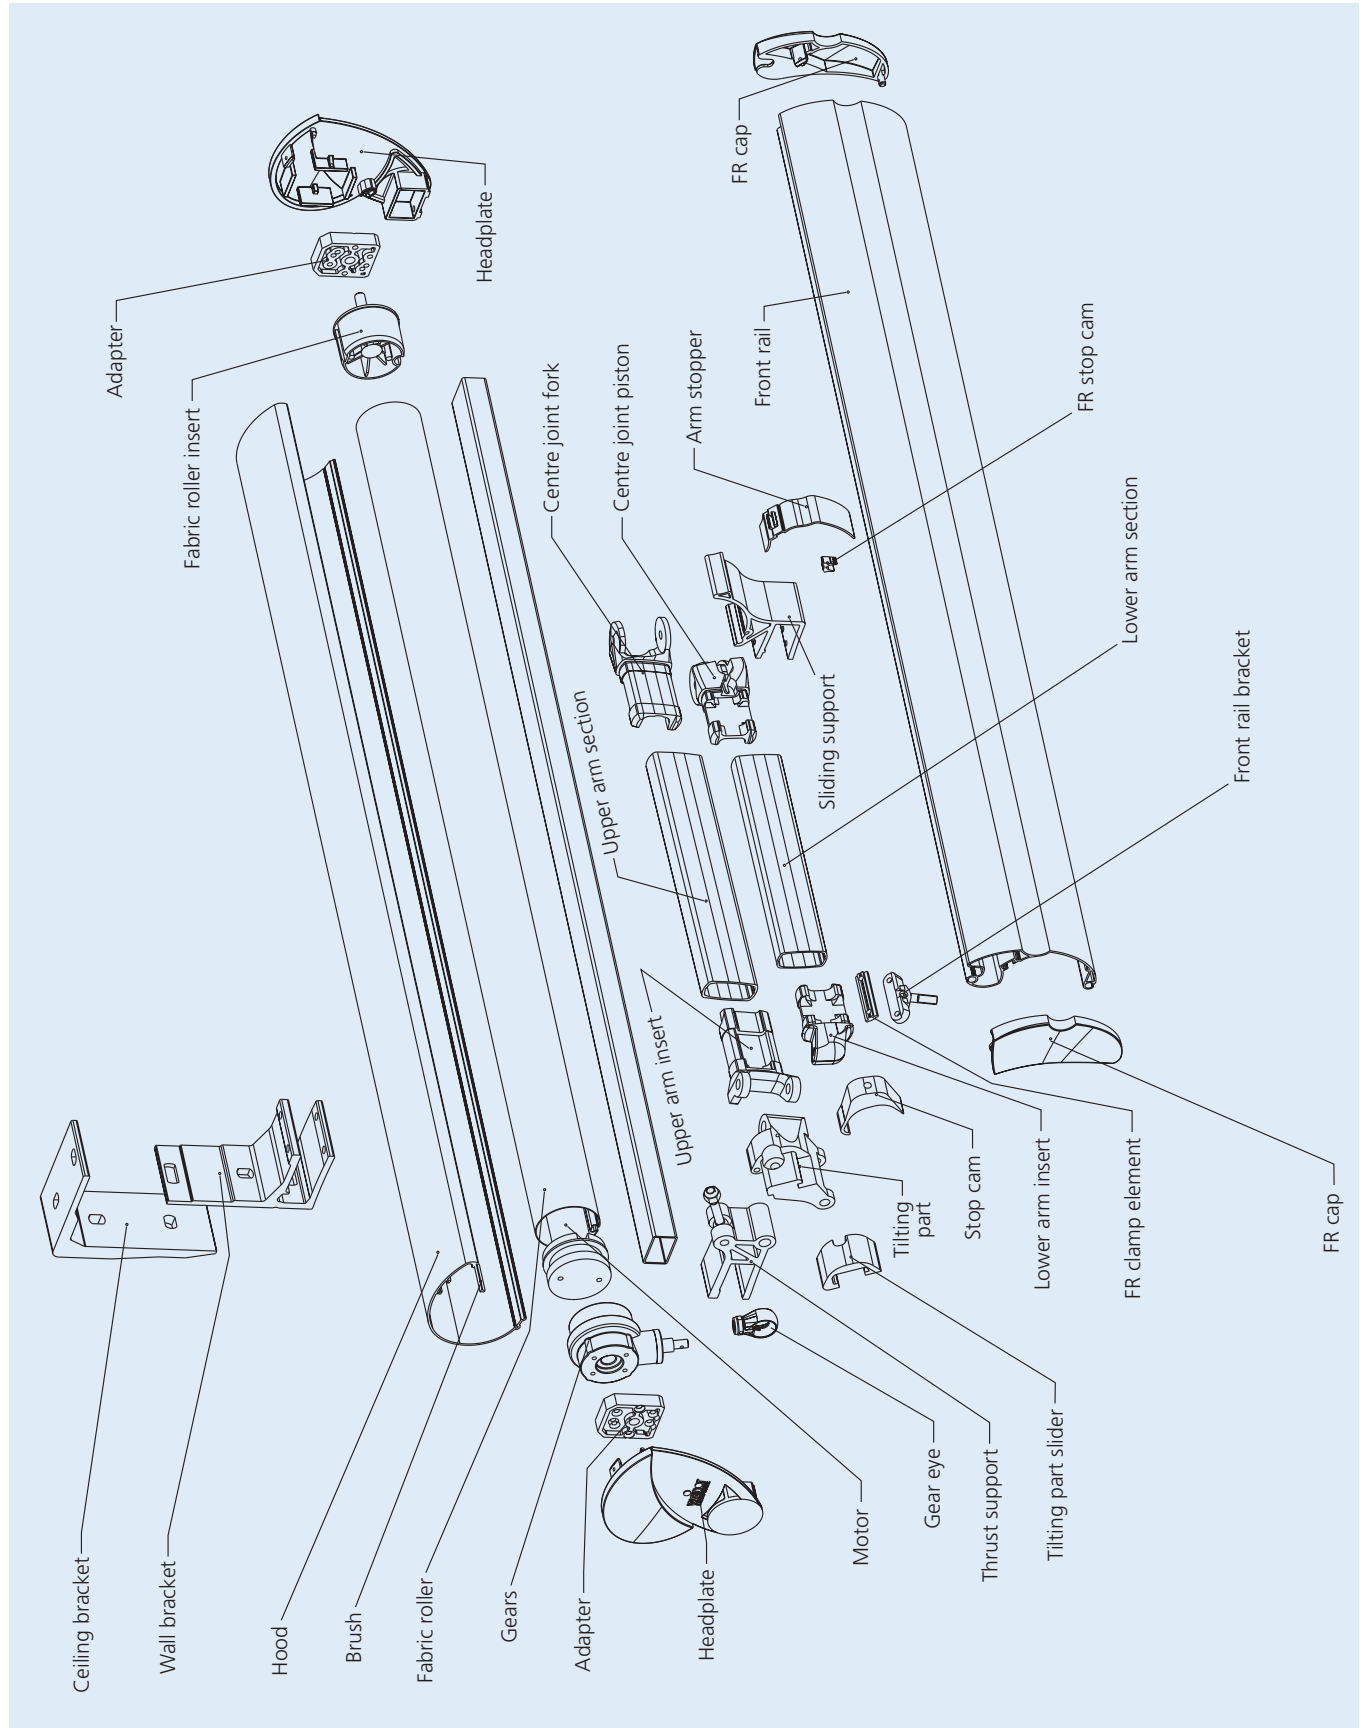 Ceiling bracket
Wall bracket
Hood
Brush
Fabric roller
Gears
Adapter
Headplate
Motor
Gear eye
Thrust support
Tilting part slider
Tilting
part
Stop cam
Lower arm insert
FR clamp element
FR cap
Upper arm insert
Upper arm section
Sliding support
Front rail bracket
Lower arm section
Centre joint fork
Centre joint piston
Arm stopper
Front rail
FR stop cam
Fabric roller insert
Adapter
Headplate
FR cap